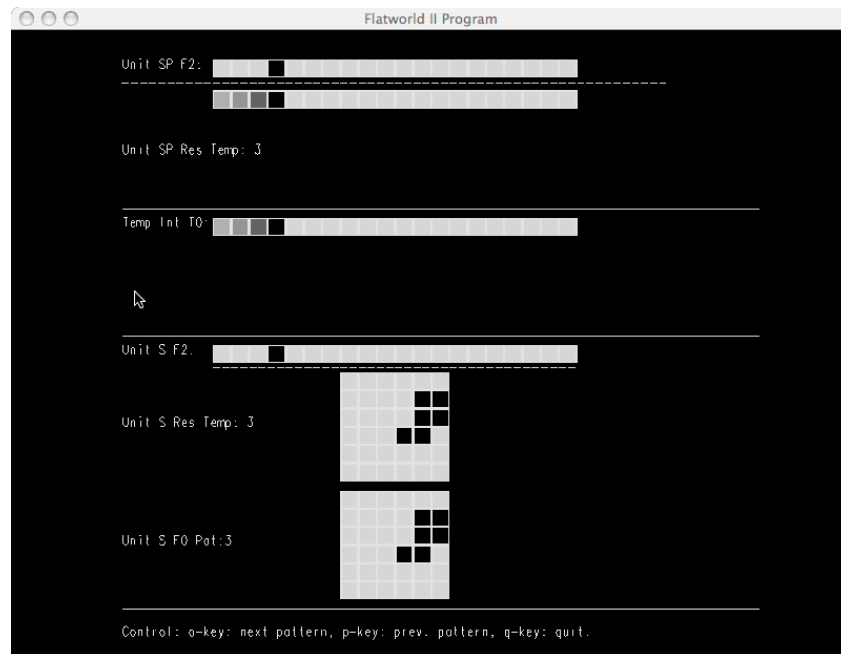 Flatworld II Program
Unit SP F2:
Unit SP Res Temp: 3
Temp Int T0:
Unit S F2:
Unit S Res Temp: 3
Unit S F0 Pat:3
Control: o-key: next pattern, p-key: prev. pattern, q-key: quit.